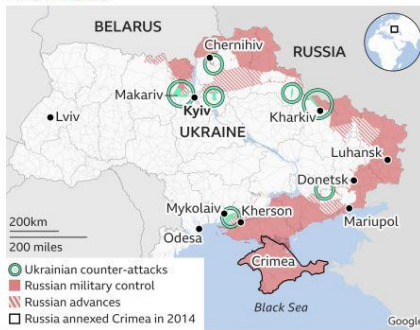 BELARUS
Chernihiv
RUSSIA
Makariv
Kyiv
Lviv
Kharkiv
UKRAINE
Luhansk
Donetsk
Mykolaiv
Kherson
Mariupol
Odesa
200km
200 miles
Crimea
Ukrainian counter-attacks
Russian military control
Russian advances
Russia annexed Crimea in 2014
Black Sea
Google